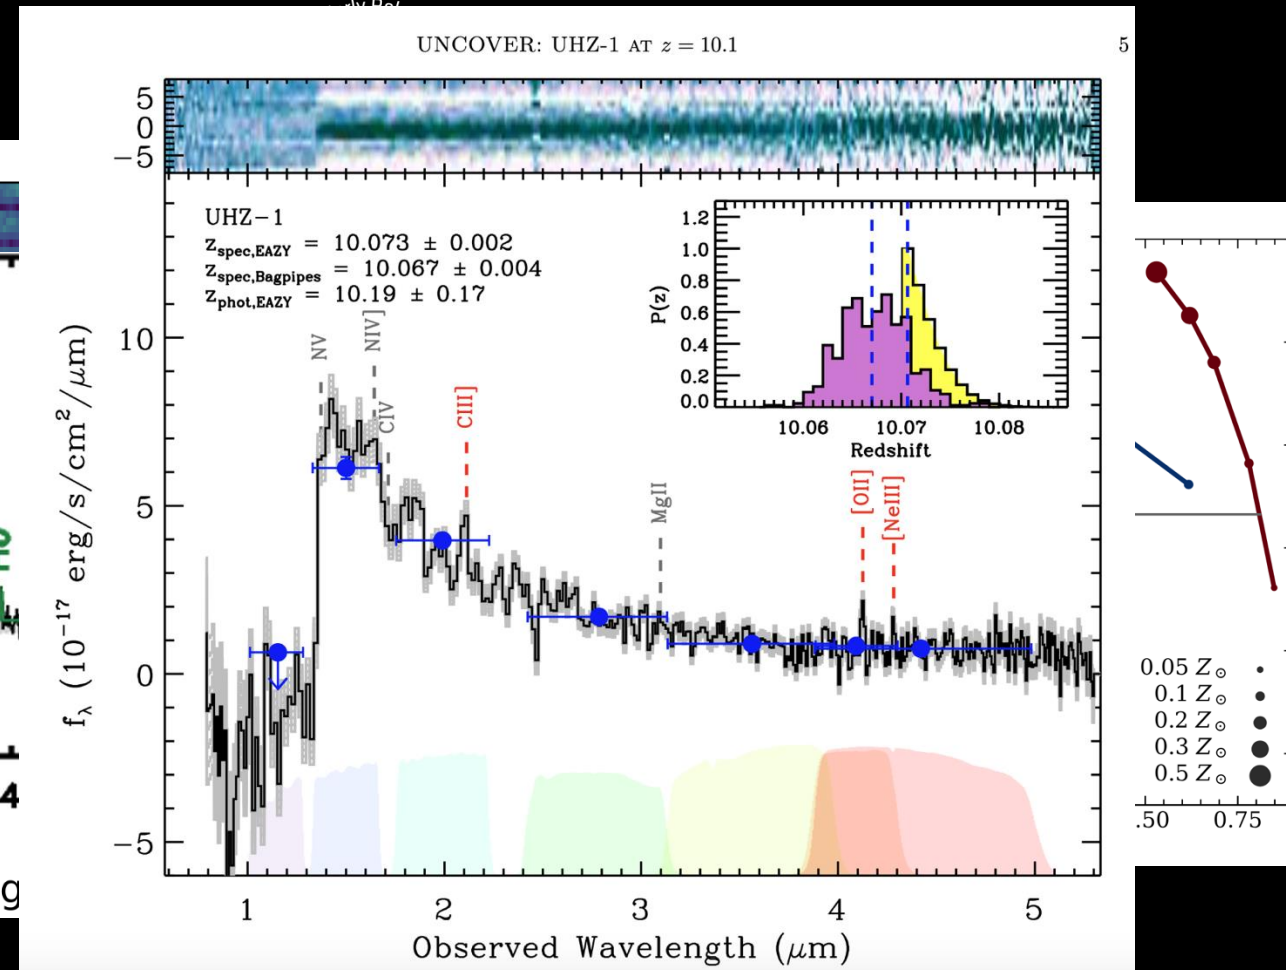 UNCOVER: UHZ-1 AT z = 10.1
5
5
0
−5
UHZ−1
z_spec,EAZY = 10.073 ± 0.002
z_spec,Bagpipes = 10.067 ± 0.004
z_phot,EAZY = 10.19 ± 0.17
NV
NIV]
CIV
CIII]
MgII
[OII]
[NeIII]
1.2
1.0
0.8
0.6
0.4
0.2
0.0
P(z)
10.06
10.07
10.08
Redshift
10
5
0
−5
f_λ (10^−17 erg/s/cm^2/μm)
1
2
3
4
5
Observed Wavelength (μm)
0.05 Z⊙
0.1 Z⊙
0.2 Z⊙
0.3 Z⊙
0.5 Z⊙
.50
0.75
4
g